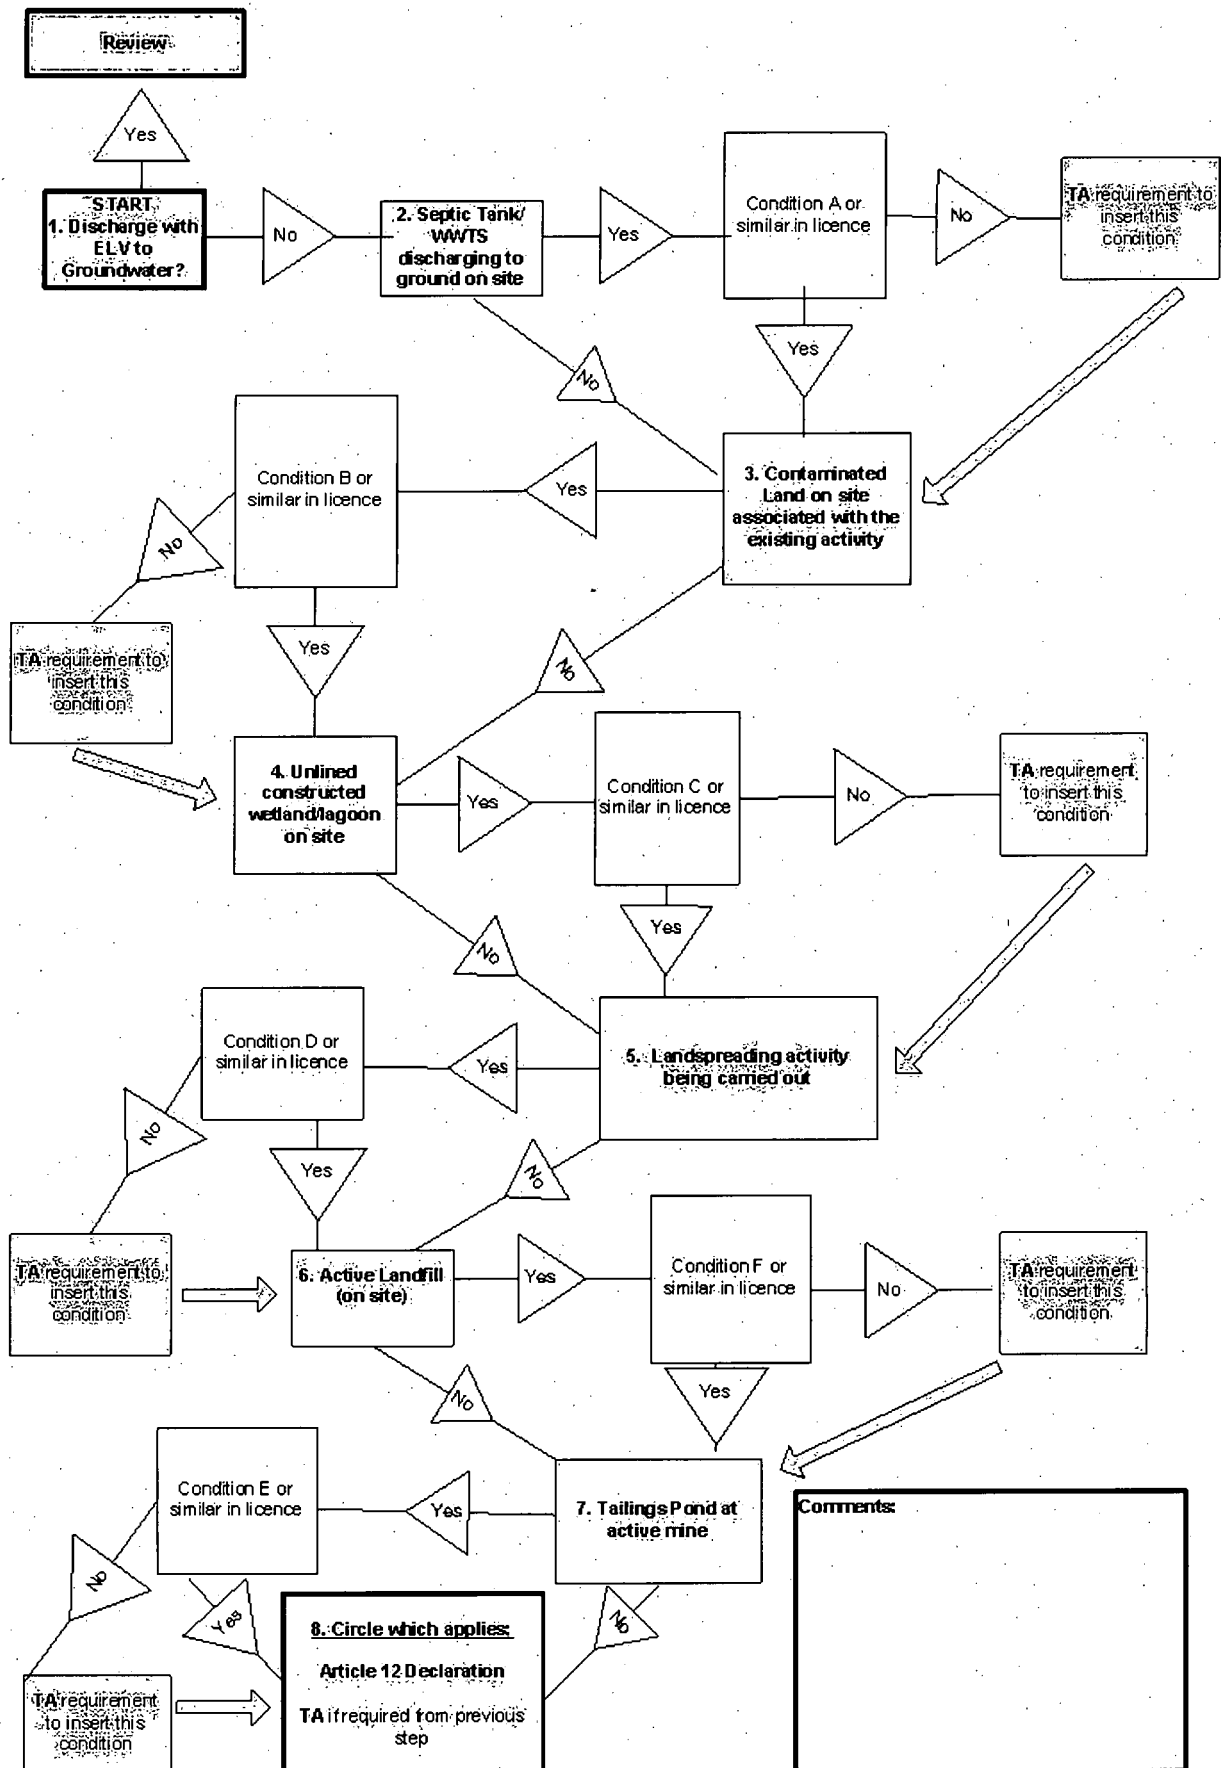 Review
Yes
START
1. Discharge with
ELV to
Groundwater?
No
2. Septic Tank/
WWTS
discharging to
ground on site
Yes
Condition A or
similar in licence
No
TA requirement to
insert this
condition
Yes
No
3. Contaminated
Land on site
associated with the
existing activity
Yes
Condition B or
similar in licence
No
TA requirement to
insert this
condition
Yes
No
4. Unlined
constructed
wetland/lagoon
on site
Yes
Condition C or
similar in licence
No
TA requirement
to insert this
condition
Yes
No
5. Landspreading activity
being carried out
Yes
Condition D or
similar in licence
No
TA requirement to
insert this
condition
Yes
No
6. Active Landfill
(on site)
Yes
Condition F or
similar in licence
No
TA requirement
to insert this
condition
Yes
No
7. Tailings Pond at
active mine
Yes
Condition E or
similar in licence
No
TA requirement
to insert this
condition
Yes
No
8. Circle which applies:
Article 12 Declaration
TA if required from previous
step
Comments: